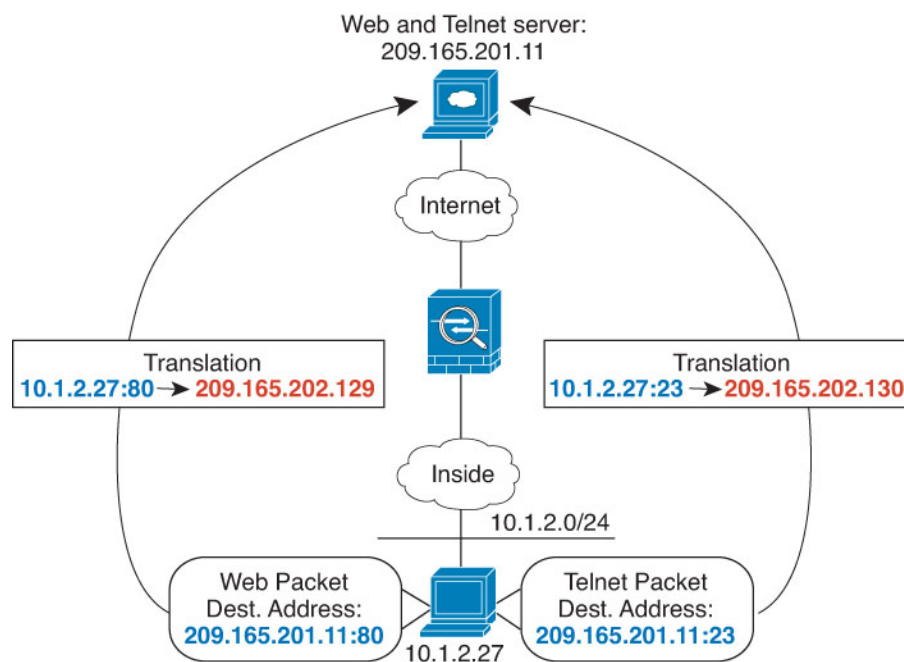 Web and Telnet server:
209.165.201.11
Internet
Translation
10.1.2.27:80 209.165.202.129
Translation
10.1.2.27:23 209.165.202.130
Inside
10.1.2.0/24
Web Packet
Dest. Address:
209.165.201.11:80
Telnet Packet
Dest. Address:
209.165.201.11:23
10.1.2.27